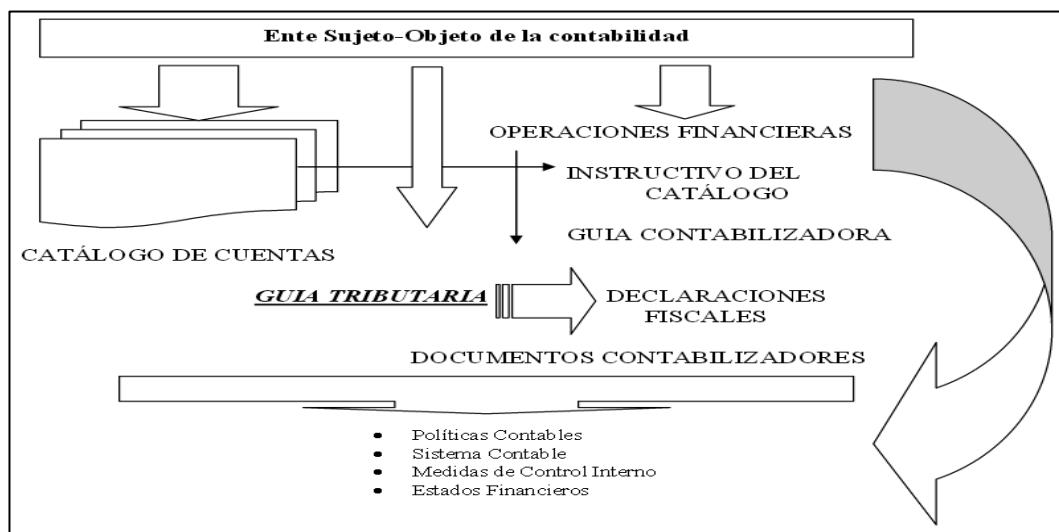 Ente Sujeto-Objeto de la contabilidad
OPERACIONES FINANCIERAS
INSTRUCTIVO DEL
CATÁLOGO
GUIA CONTABILIZADORA
CATÁLOGO DE CUENTAS
GUIA TRIBUTARIA
DECLARACIONES
FISCALES
DOCUMENTOS CONTABILIZADORES
• Políticas Contables
• Sistema Contable
• Medidas de Control Interno
• Estados Financieros